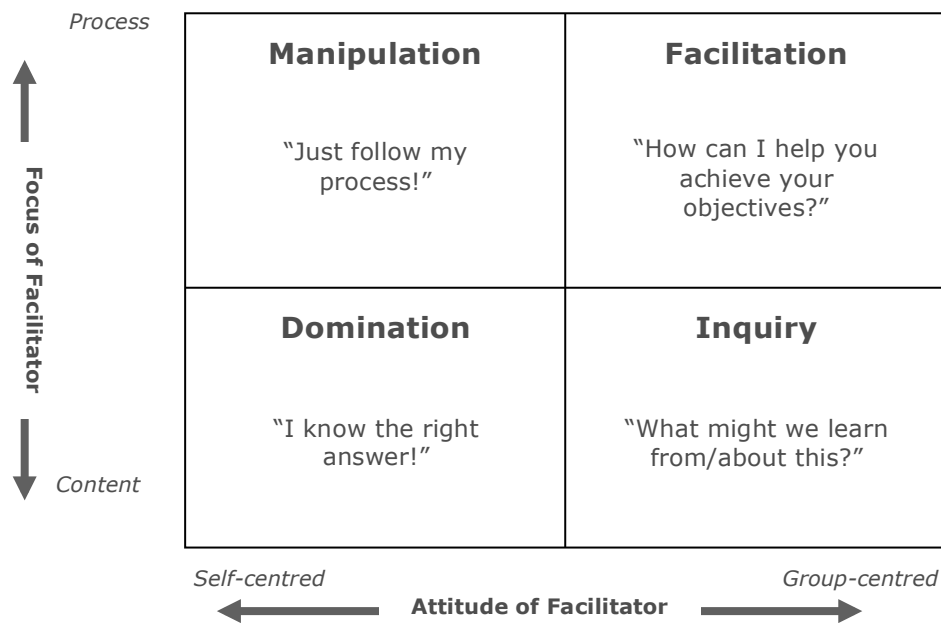 Process
Manipulation
Facilitation
“Just follow my
process!”
“How can I help you
achieve your
objectives?”
Focus of Facilitator
Domination
Inquiry
“I know the right
answer!”
“What might we learn
from/about this?”
Content
Self-centred
Group-centred
Attitude of Facilitator